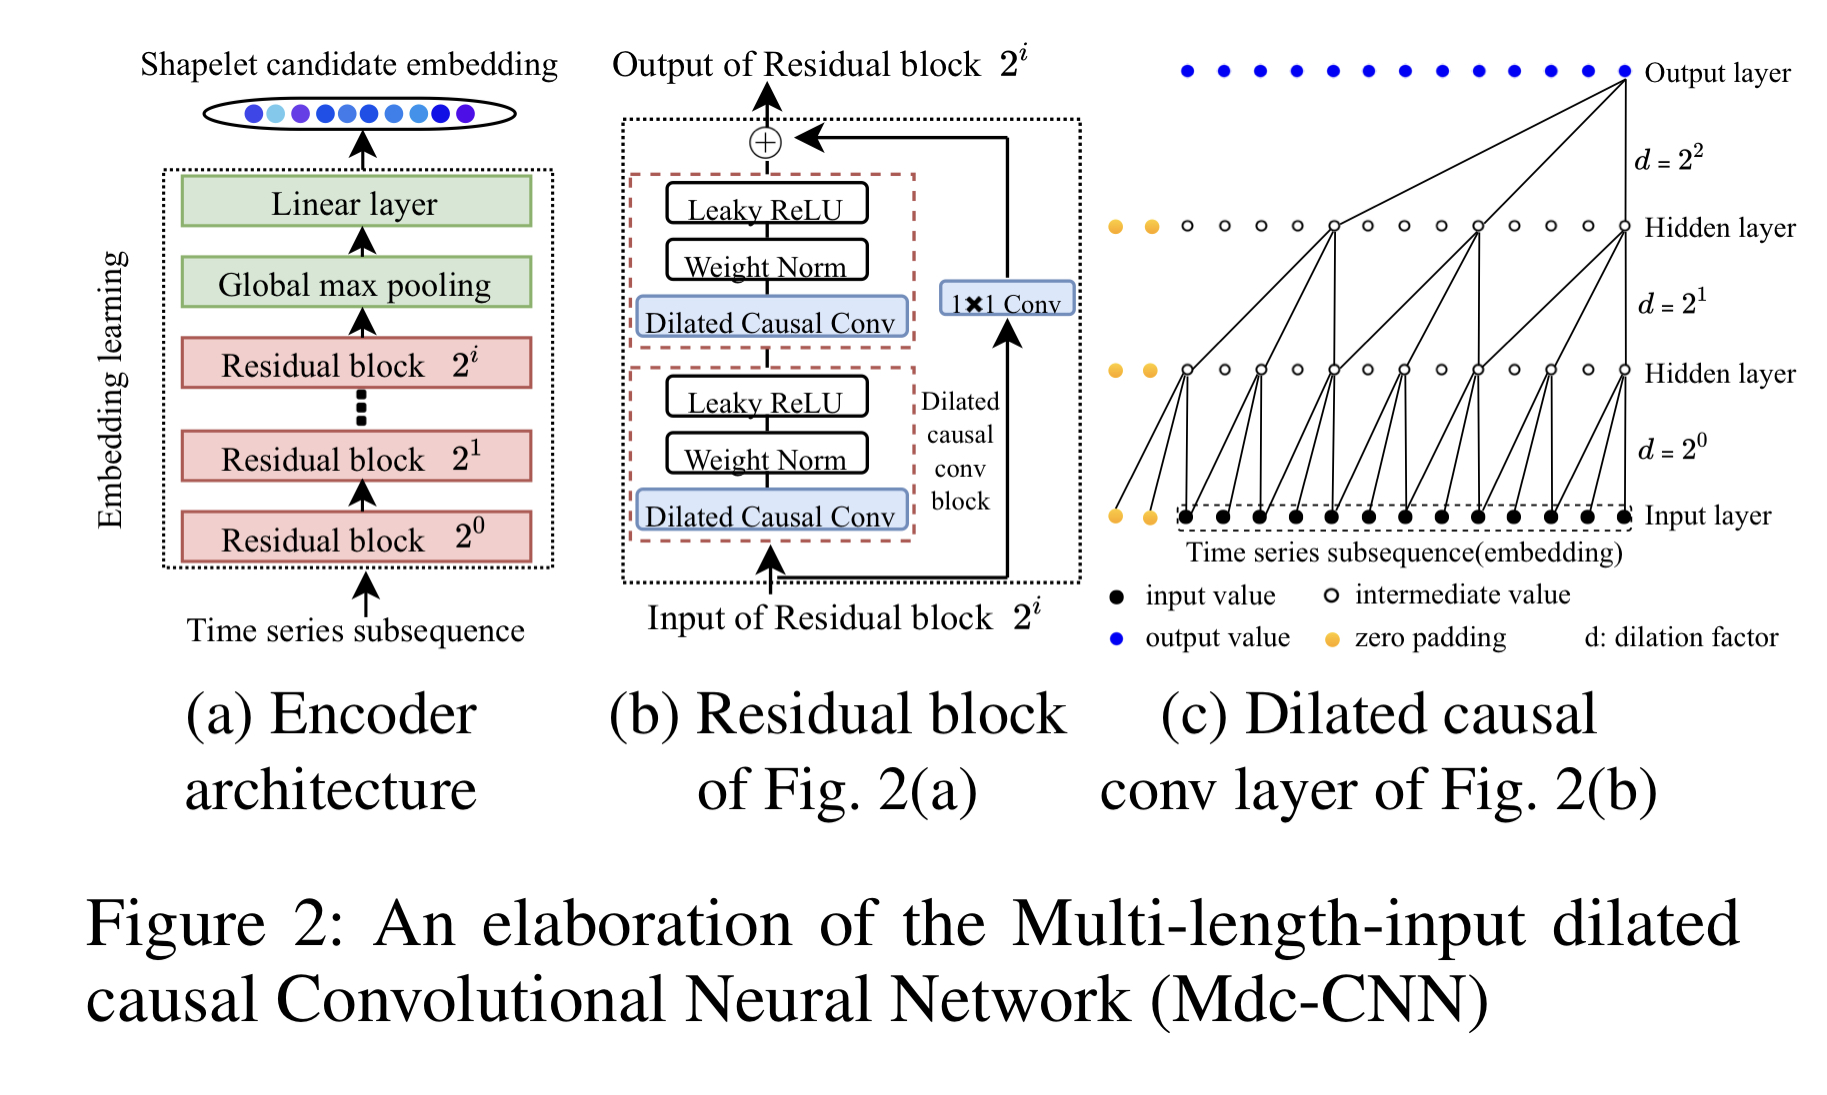 Shapelet candidate embedding
Embedding learning
Linear layer
Global max pooling
Residual block 2^i
Residual block 2^1
Residual block 2^0
Time series subsequence
(a) Encoder
architecture
Output of Residual block 2^i
+
Leaky ReLU
Weight Norm
Dilated Causal Conv
1✖1 Conv
Leaky ReLU
Weight Norm
Dilated Causal Conv
Dilated
causal
conv
block
Input of Residual block 2^i
(b) Residual block
of Fig. 2(a)
Output layer
d = 2^2
Hidden layer
d = 2^1
Hidden layer
d = 2^0
Input layer
Time series subsequence(embedding)
input value
intermediate value
output value
zero padding
d: dilation factor
(c) Dilated causal
conv layer of Fig. 2(b)
Figure 2: An elaboration of the Multi-length-input dilated
causal Convolutional Neural Network (Mdc-CNN)